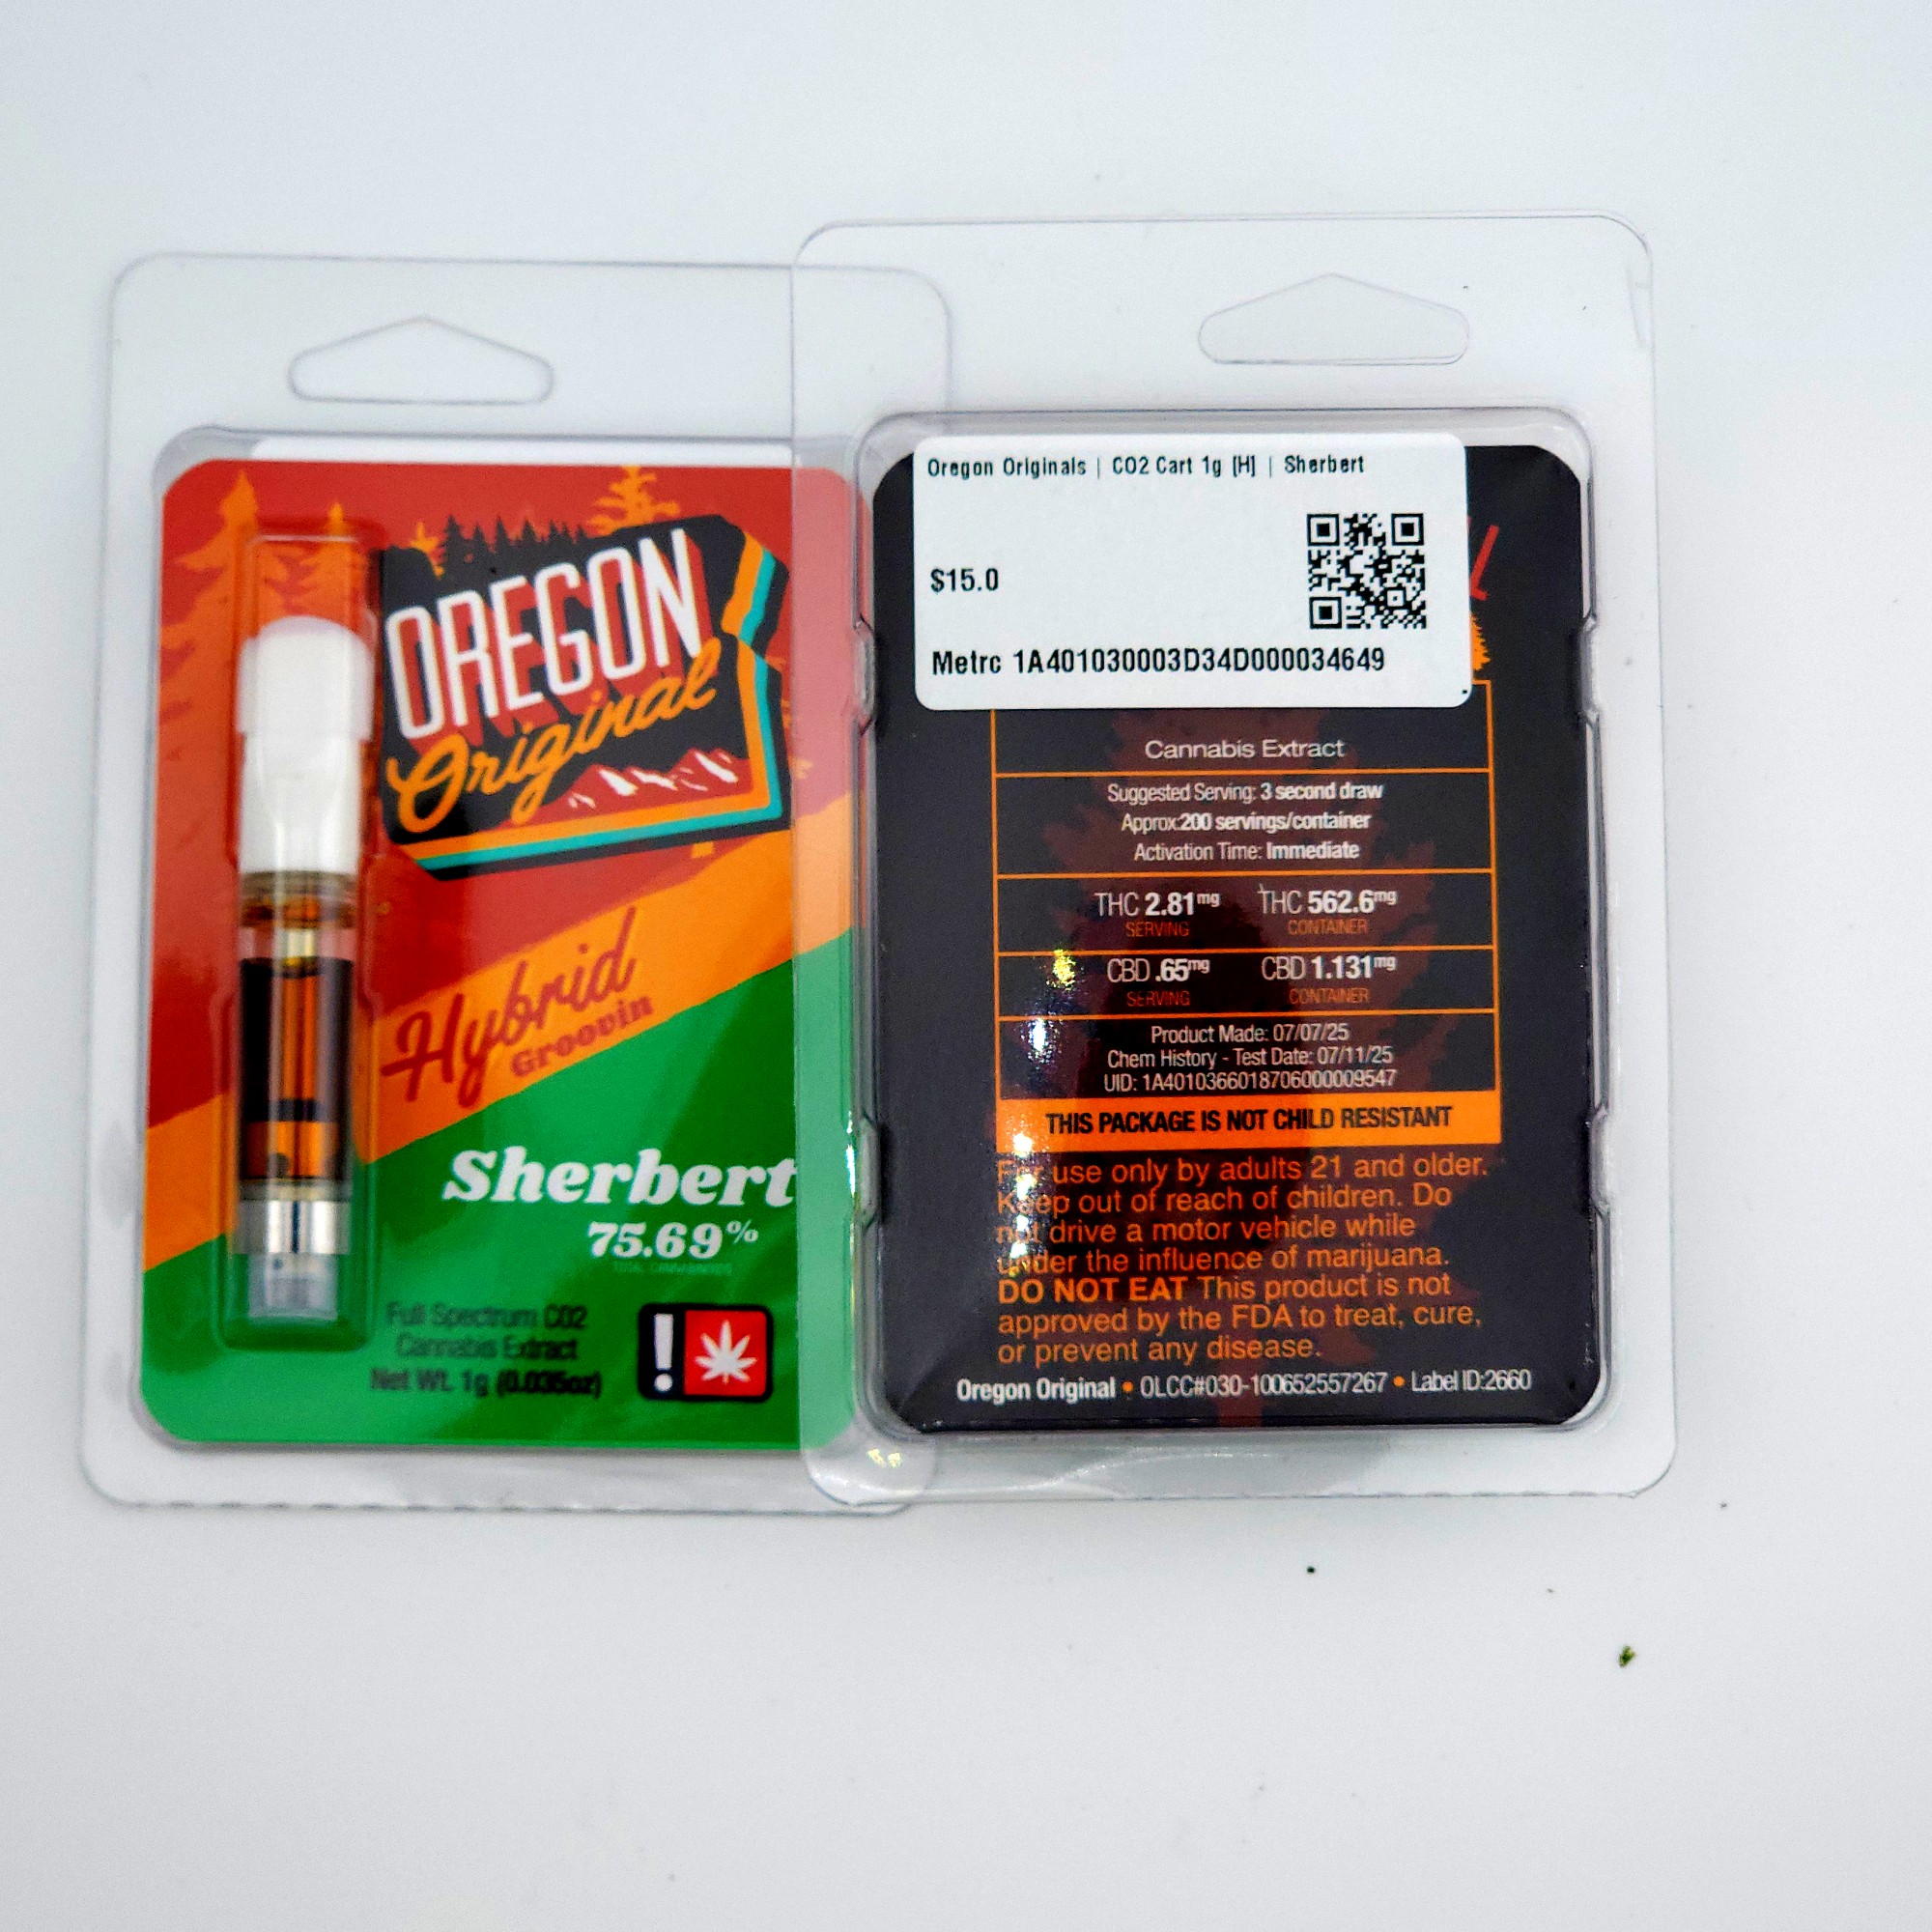 OREGON
Original
Hybrid
Groovin
Sherbert
75.69%
TOTAL CANNABINOIDS
Full Spectrum CO2
Cannabis Extract
Net Wt. 1g (0.035oz)
Oregon Originals | CO2 Cart 1g [H] | Sherbert
$15.0
Metrc 1A401030003D34D000034649
Cannabis Extract
Suggested Serving: 3 second draw
Approx:200 servings/container
Activation Time: Immediate
THC 2.81mg THC 562.6mg
SERVING CONTAINER
CBD .65mg CBD 1.131mg
SERVING CONTAINER
Product Made: 07/07/25
Chem History - Test Date: 07/11/25
UID: 1A4010366018706000009547
THIS PACKAGE IS NOT CHILD RESISTANT
For use only by adults 21 and older.
Keep out of reach of children. Do
not drive a motor vehicle while
under the influence of marijuana.
DO NOT EAT This product is not
approved by the FDA to treat, cure,
or prevent any disease.
Oregon Original • OLCC#030-100652557267 • Label ID:2660